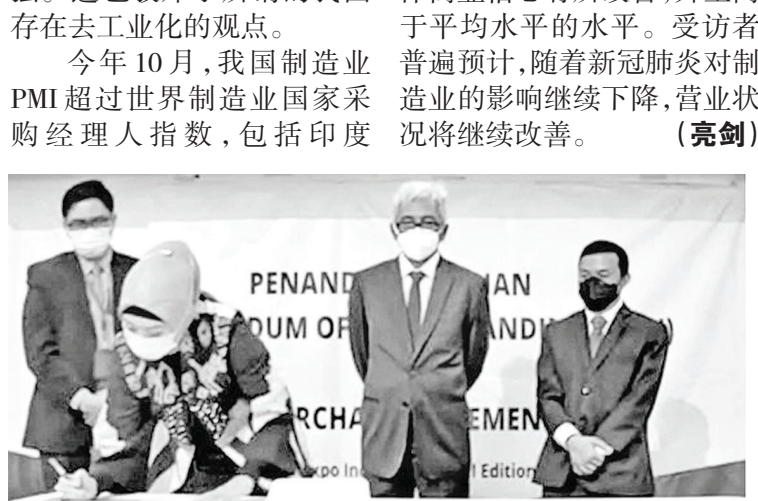 存在去工业化的观点。
今年10月,我国制造业
PMI超过世界制造业国家采
购经理人指数,包括印度
于平均水平的水平。受访者
普遍预计,随着新冠肺炎对制
造业的影响继续下降,营业状
况将继续改善。 (亮剑)
PENAND
DUM OF ANDI
RCHA EMEN
xpo In Edition